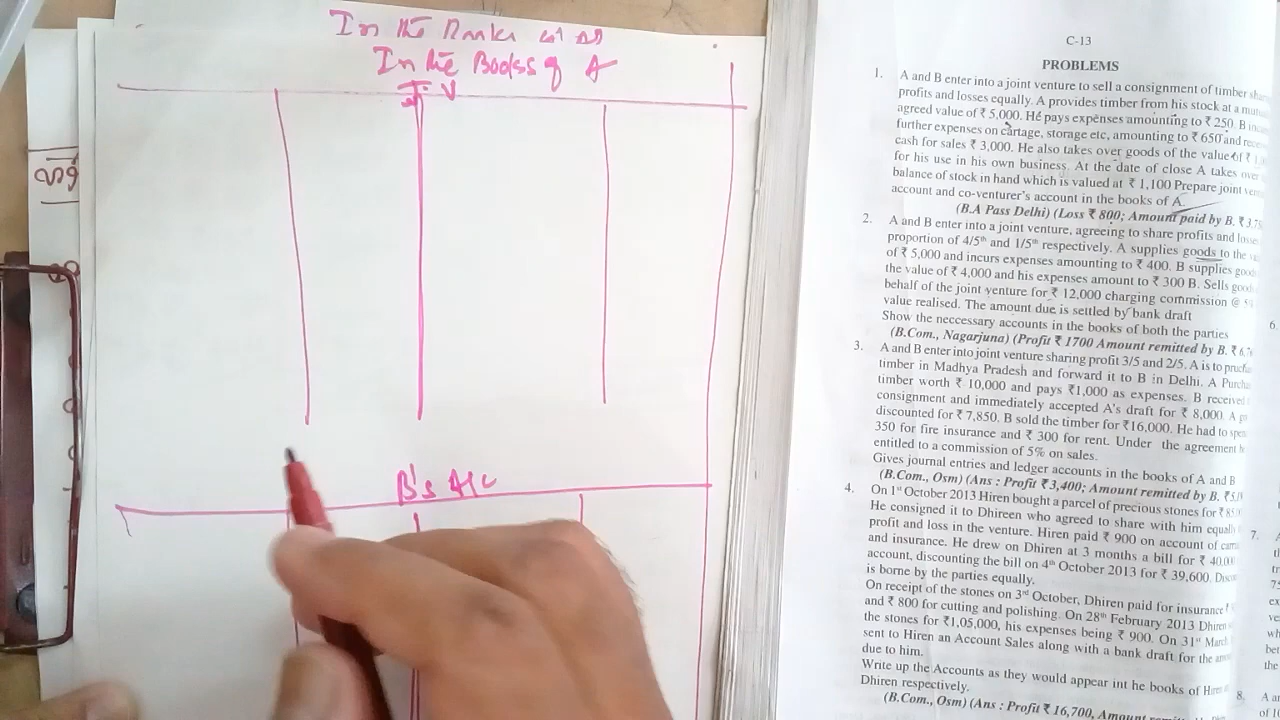 In the Books of A
J.V
B's A/c
C-13
PROBLEMS
1. A and B enter into a joint venture to sell a consignment of timber
profits and losses equally. A provides timber from his stock at a
agreed value of ₹ 5,000. He pays expenses amounting to ₹ 250. B
further expenses on cartage, storage etc, amounting to ₹ 650 and
cash for sales ₹ 3,000. He also takes over goods of the value of ₹
for his use in his own business. At the date of close A takes over
balance of stock in hand which is valued at ₹ 1,100 Prepare joint
account and co-venturer's account in the books of A.
(B.A Pass Delhi) (Loss ₹ 800; Amount paid by B. ₹
2. A and B enter into a joint venture, agreeing to share profits and
proportion of 4/5th and 1/5th respectively. A supplies goods to the
of ₹ 5,000 and incurs expenses amounting to ₹ 400. B supplies
the value of ₹ 4,000 and his expenses amount to ₹ 300 B. Sells
behalf of the joint venture for ₹ 12,000 charging commission @
value realised. The amount due is settled by bank draft
Show the neccessary accounts in the books of both the parties
(B.Com., Nagarjuna) (Profit ₹ 1700 Amount remitted by B. ₹
3. A and B enter into joint venture sharing profit 3/5 and 2/5. A is to
timber in Madhya Pradesh and forward it to B in Delhi. A
timber worth ₹ 10,000 and pays ₹1,000 as expenses. B received
consignment and immediately accepted A's draft for ₹ 8,000. A
discounted for ₹ 7,850. B sold the timber for ₹16,000. He had to
350 for fire insurance and ₹ 300 for rent. Under the agreement
entitled to a commission of 5% on sales.
Gives journal entries and ledger accounts in the books of A and B
(B.Com., Osm) (Ans : Profit ₹ 3,400; Amount remitted by B.
4. On 1st October 2013 Hiren bought a parcel of precious stones for
He consigned it to Dhireen who agreed to share with him equally
profit and loss in the venture. Hiren paid ₹ 900 on account of
and insurance. He drew on Dhiren at 3 months a bill for ₹
account, discounting the bill on 4th October 2013 for ₹ 39,600.
is borne by the parties equally.
On receipt of the stones on 3rd October, Dhiren paid for insurance
and ₹ 800 for cutting and polishing. On 28th February 2013 Dhiren
the stones for ₹1,05,000, his expenses being ₹ 900. On 31st March
sent to Hiren an Account Sales along with a bank draft for the
due to him.
Write up the Accounts as they would appear int he books of
Dhiren respectively.
(B.Com., Osm) (Ans : Profit ₹ 16,700, Amount
6.
7.
8.